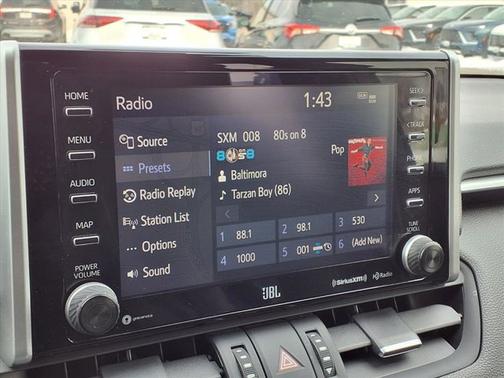 HOME
MENU
AUDIO
MAP
POWER
VOLUME
Radio
1:43
Source
Presets
Radio Replay
Station List
Options
Sound
SXM 008 80s on 8
Pop
Baltimora
Tarzan Boy (86)
1 88.1
2 98.1
3 530
4 1000
5 001
6 (Add New)
SEEK >
< TRACK
PHONE
APPS
TUNE
SCROLL
JBL
((SiriusXM))
HD Radio
gracenote